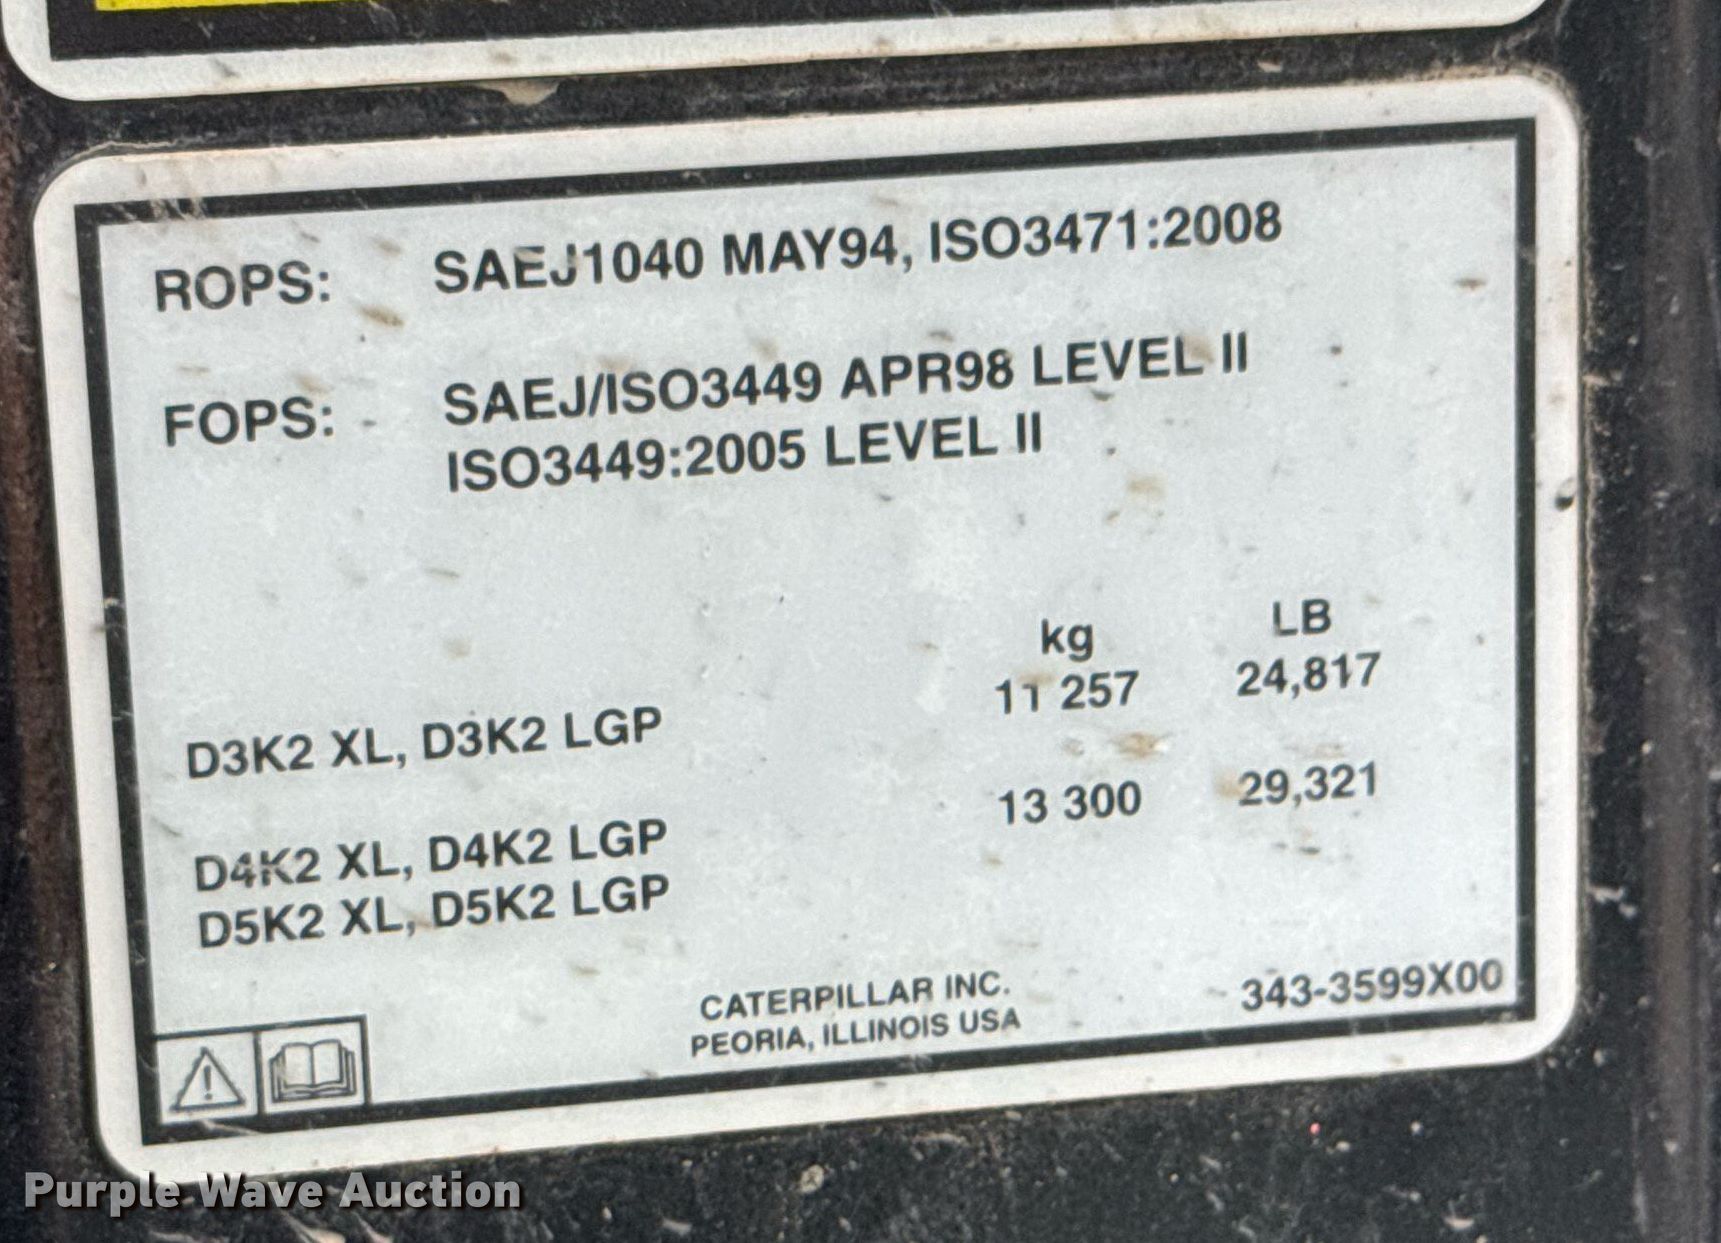 ROPS: SAEJ1040 MAY94, ISO3471:2008
FOPS: SAEJ/ISO3449 APR98 LEVEL II
ISO3449:2005 LEVEL II
kg LB
D3K2 XL, D3K2 LGP 11 257 24,817
D4K2 XL, D4K2 LGP 13 300 29,321
D5K2 XL, D5K2 LGP
CATERPILLAR INC.
PEORIA, ILLINOIS USA
343-3599X00
Purple Wave Auction